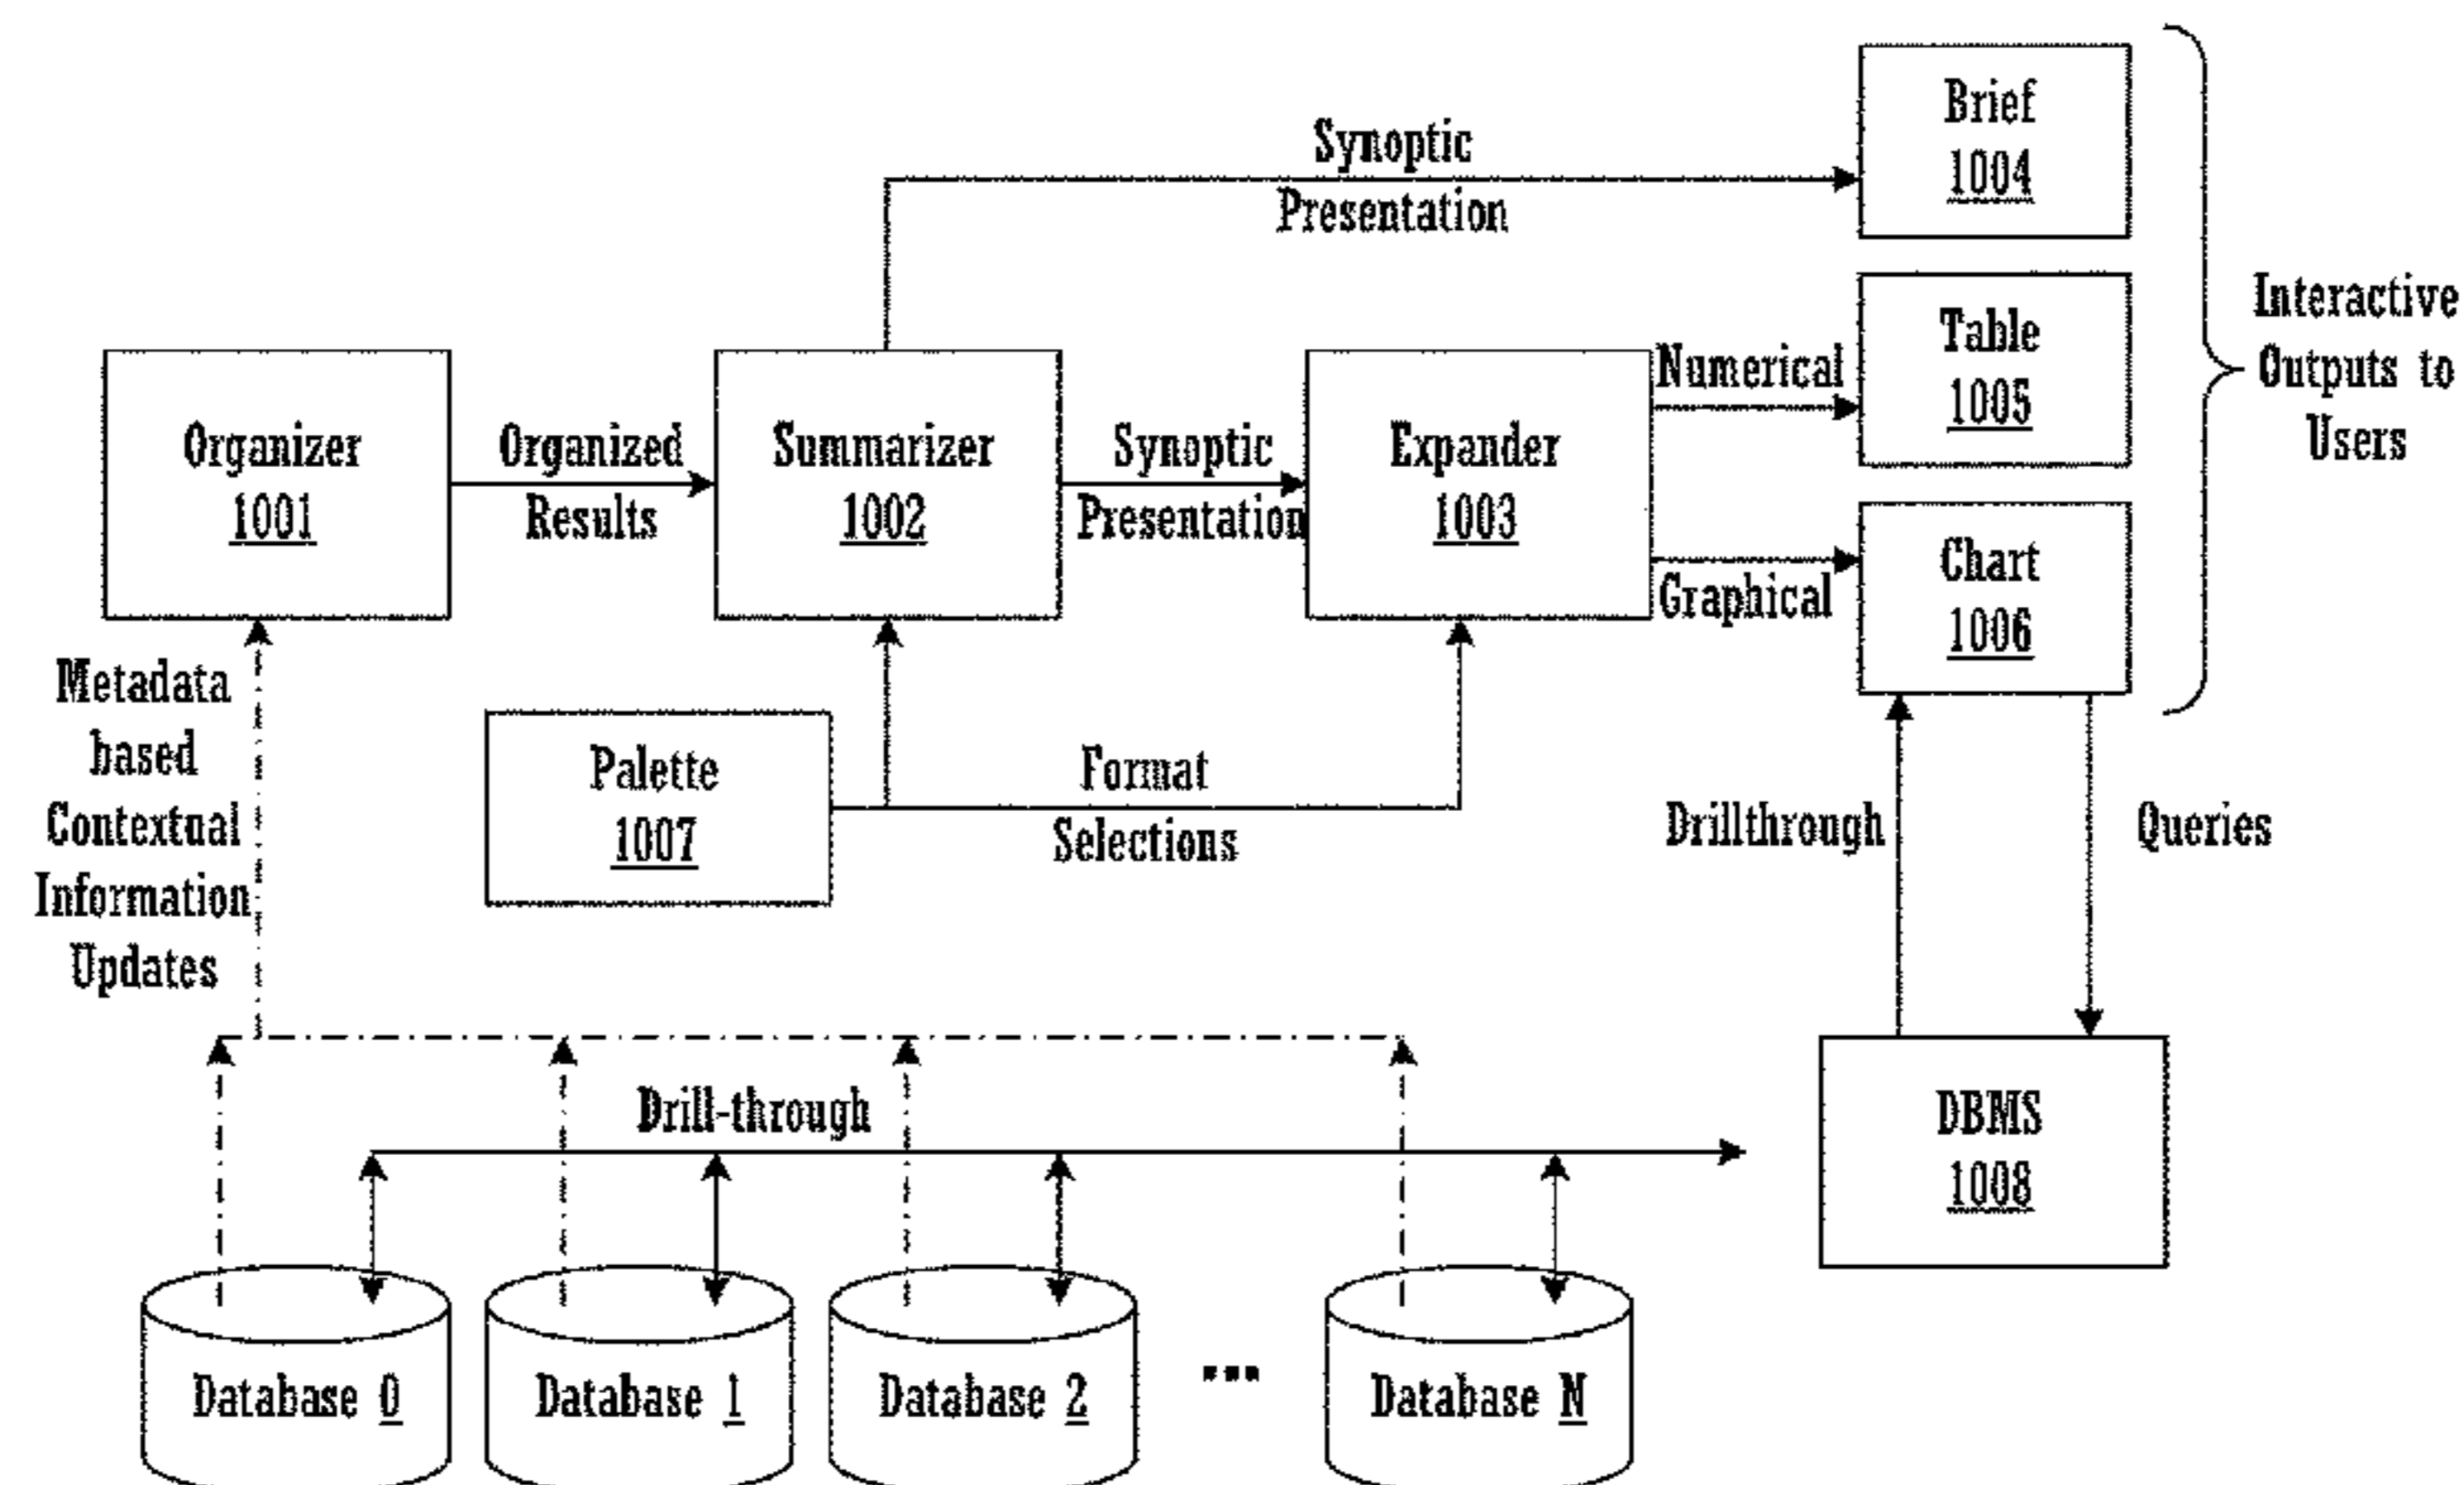 Brief
1004
Synoptic
Presentation
Interactive
Outputs to
Users
Table
1005
Numerical
Organizer
1001
Organized
Results
Summarizer
1002
Synoptic
Presentation
Expander
1003
Graphical
Chart
1006
Metadata
based
Contextual
Information
Updates
Palette
1007
Format
Selections
Drillthrough
Queries
Drill-through
DBMS
1008
Database 0
Database 1
Database 2
...
Database N